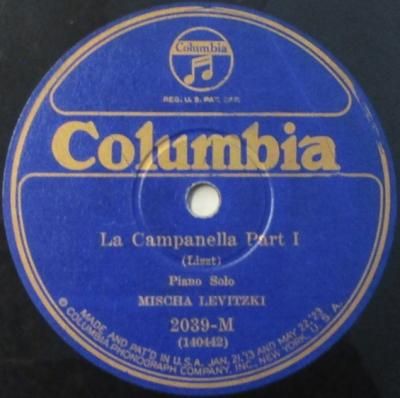 Columbia
REG. U. S. PAT. OFF.
Columbia
La Campanella Part I
(Liszt)
Piano Solo
MISCHA LEVITZKI
2039-M
(140442)
MADE AND PAT'D IN U.S.A. JAN. 21,'13 AND MAY 22,'23
© COLUMBIA PHONOGRAPH COMPANY, INC., NEW YORK, U. S. A.